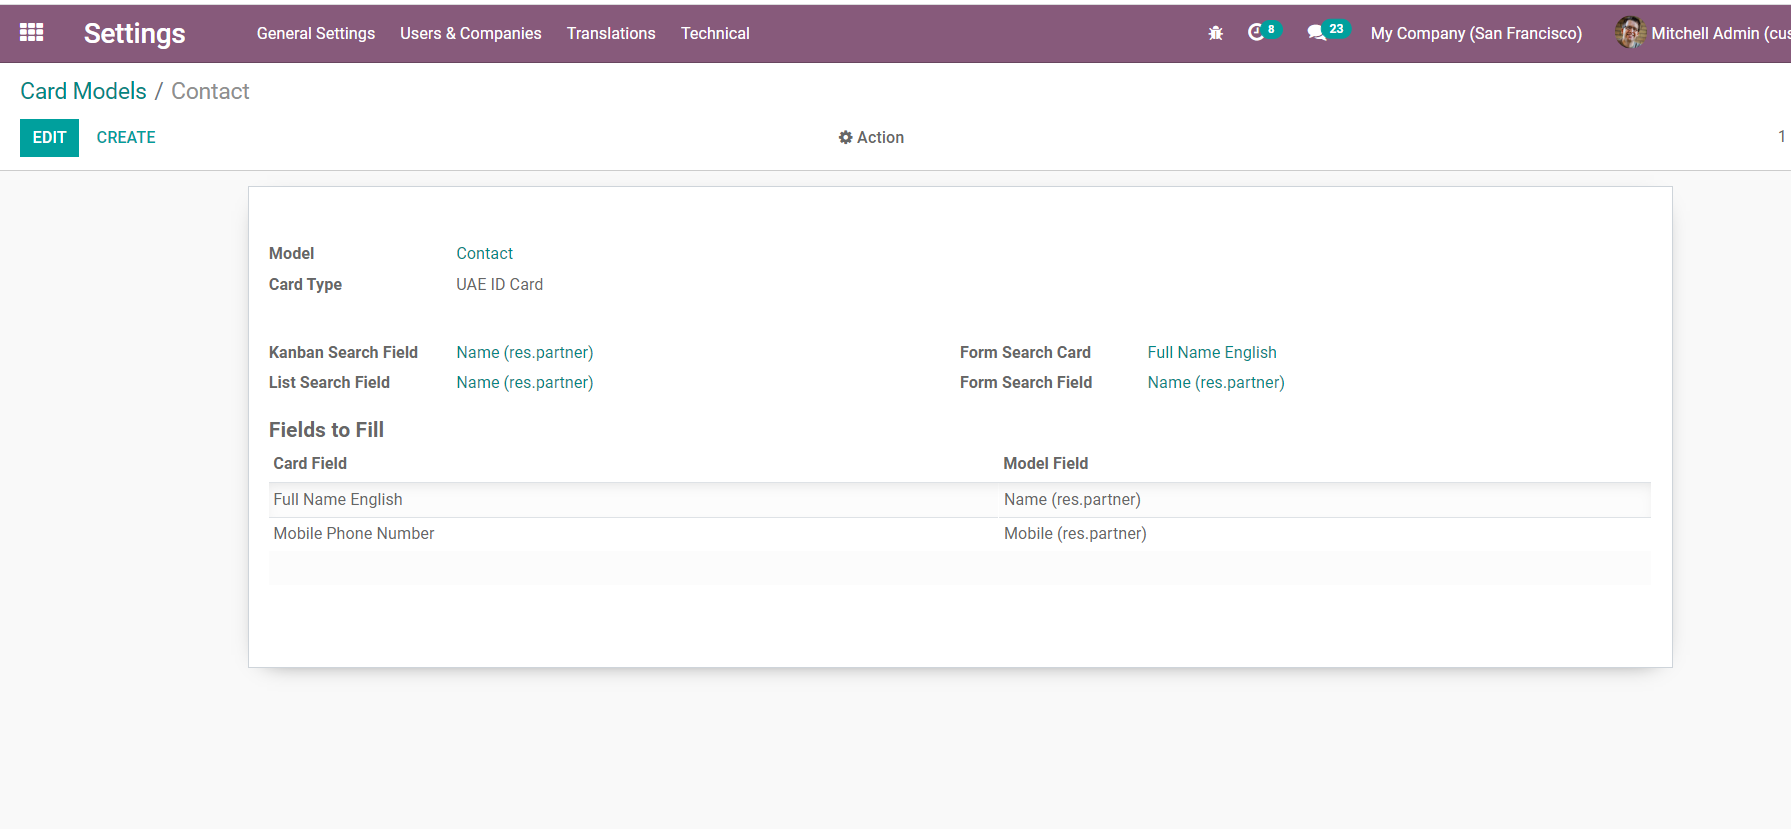 Settings General Settings Users & Companies Translations Technical 8 23 My Company (San Francisco) Mitchell Admin (cus
Card Models / Contact
EDIT CREATE Action 1
Model Contact
Card Type UAE ID Card
Kanban Search Field Name (res.partner) Form Search Card Full Name English
List Search Field Name (res.partner) Form Search Field Name (res.partner)
Fields to Fill
Card Field Model Field
Full Name English Name (res.partner)
Mobile Phone Number Mobile (res.partner)